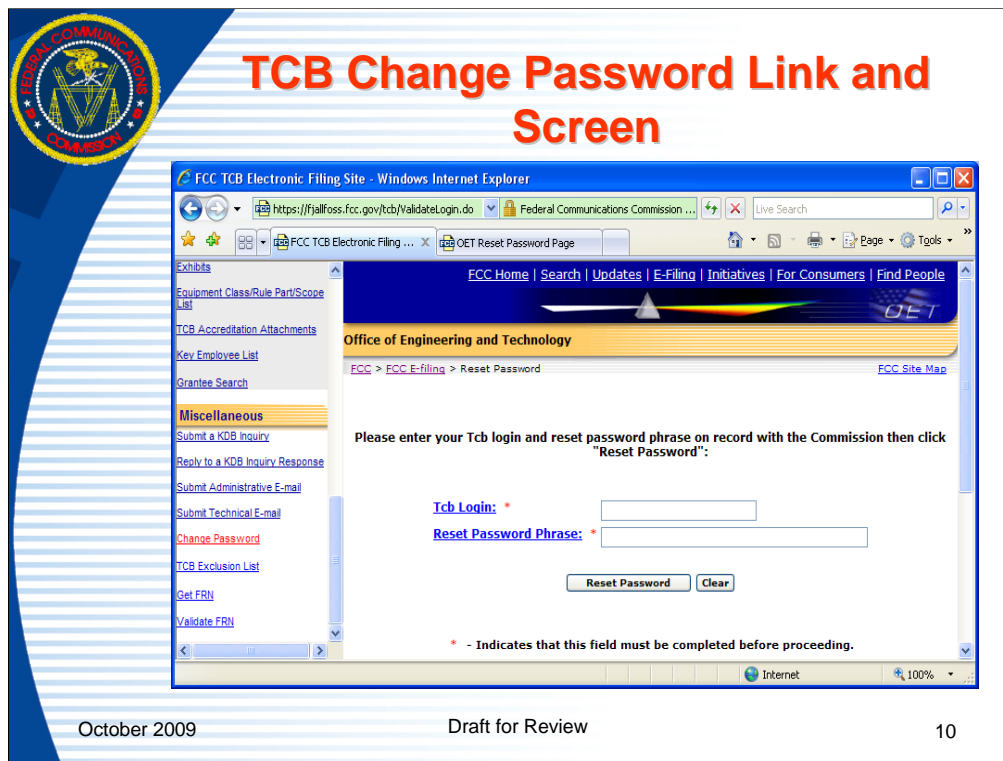 FEDERAL COMMUNICATIONS COMMISSION
TCB Change Password Link and
Screen
FCC TCB Electronic Filing Site - Windows Internet Explorer
https://fjallfoss.fcc.gov/tcb/ValidateLogin.do
Federal Communications Commission ...
Live Search
FCC TCB Electronic Filing ...
OET Reset Password Page
Page
Tools
»
Exhibits
Equipment Class/Rule Part/Scope
List
TCB Accreditation Attachments
Key Employee List
Grantee Search
Miscellaneous
Submit a KDB Inquiry
Reply to a KDB Inquiry Response
Submit Administrative E-mail
Submit Technical E-mail
Change Password
TCB Exclusion List
Get FRN
Validate FRN
FCC Home | Search | Updates | E-Filing | Initiatives | For Consumers | Find People
OET
Office of Engineering and Technology
FCC > FCC E-filing > Reset Password
FCC Site Map
Please enter your Tcb login and reset password phrase on record with the Commission then click
"Reset Password":
Tcb Login: *
Reset Password Phrase: *
Reset Password
Clear
* - Indicates that this field must be completed before proceeding.
Internet
100%
October 2009
Draft for Review
10